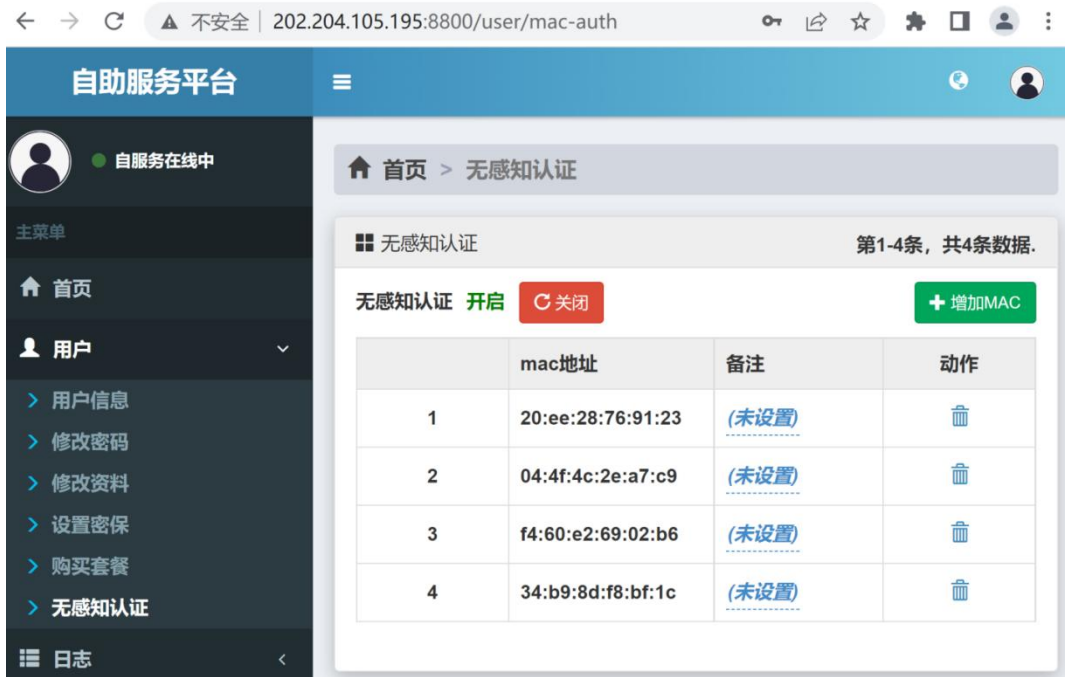 不安全 202.204.105.195:8800/user/mac-auth
自助服务平台
自服务在线中
主菜单
首页
用户
用户信息
修改密码
修改资料
设置密保
购买套餐
无感知认证
日志
首页 > 无感知认证
无感知认证 第1-4条，共4条数据.
无感知认证 开启 关闭 增加MAC
mac地址 备注 动作
1 20:ee:28:76:91:23 (未设置)
2 04:4f:4c:2e:a7:c9 (未设置)
3 f4:60:e2:69:02:b6 (未设置)
4 34:b9:8d:f8:bf:1c (未设置)